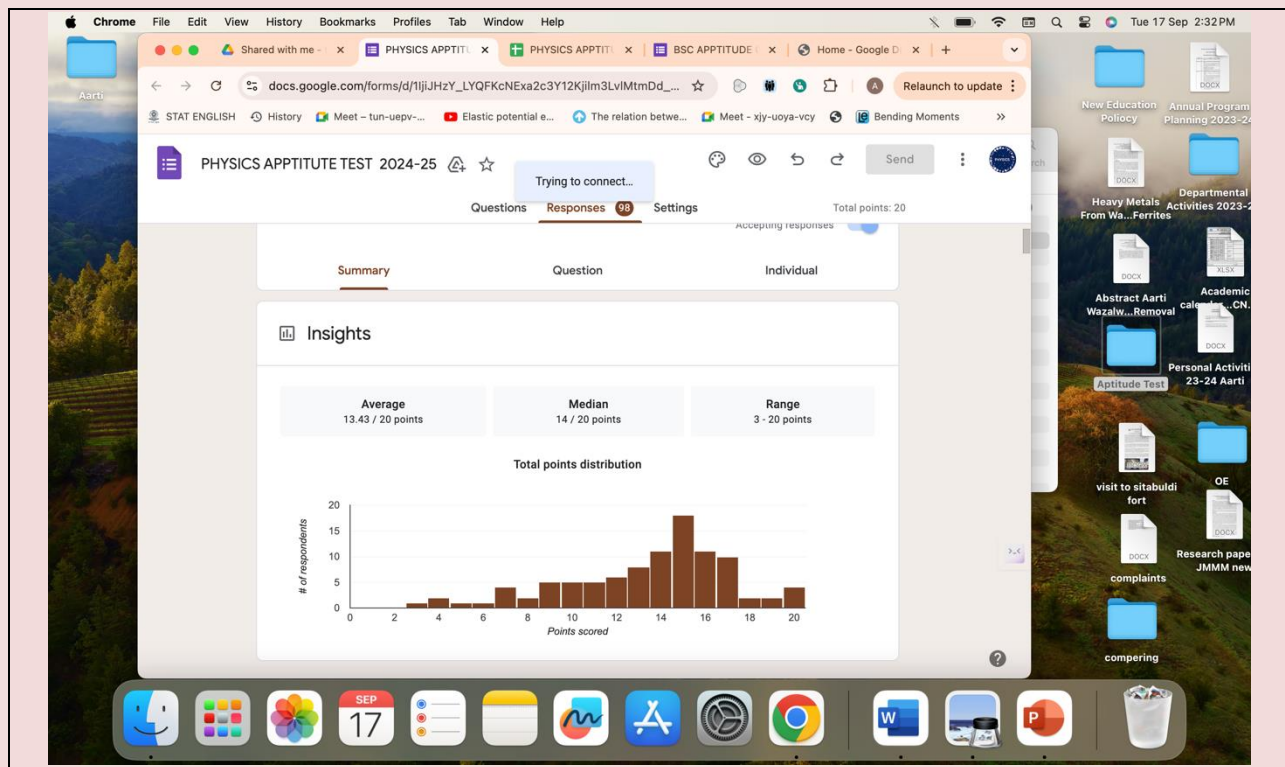 Chrome File Edit View History Bookmarks Profiles Tab Window Help Tue 17 Sep 2:32 PM
Shared with me - PHYSICS APPTITU PHYSICS APPTIT BSC APPTITUDE Home - Google D
docs.google.com/forms/d/ Relaunch to update
STAT ENGLISH History Meet – tun-uepv-... Elastic potential e... The relation betwe... Meet - xjy-uoya-vcy Bending Moments
PHYSICS APPTITUTE TEST 2024-25 Send
Trying to connect...
Questions Responses 98 Settings Total points: 20
Accepting responses
Summary Question Individual
Insights
Average Median Range
13.43 / 20 points 14 / 20 points 3 - 20 points
Total points distribution
# of respondents
20
15
10
5
0
0 2 4 6 8 10 12 14 16 18 20
Points scored
Aarti
New Education Poliocy
Annual Program Planning 2023-24
DOCX
Heavy Metals From Wa...Ferrites
Departmental Activities 2023-2
DOCX
Abstract Aarti Wazalw...Removal
XLSX
Academic calender...CN.
Aptitude Test
DOCX
Personal Activiti 23-24 Aarti
visit to sitabuldi fort
OE
DOCX
complaints
DOCX
Research pape JMMM new
compering
SEP
17
W
P